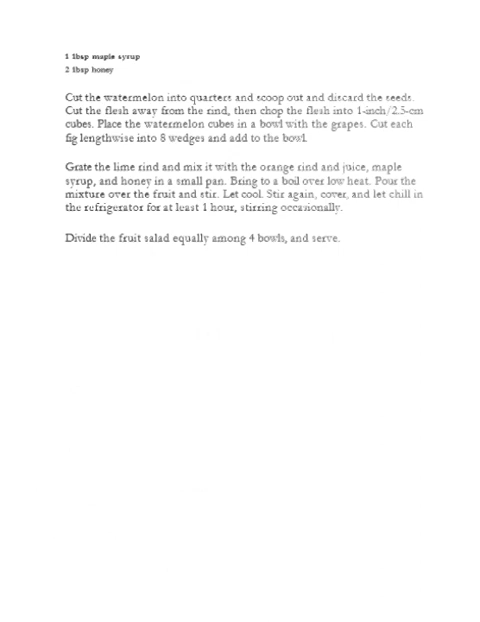 1 tbsp maple syrup
2 tbsp honey
Cut the watermelon into quarters and scoop out and discard the seeds.
Cut the flesh away from the rind, then chop the flesh into 1-inch/2.5-cm
cubes. Place the watermelon cubes in a bowl with the grapes. Cut each
fig lengthwise into 8 wedges and add to the bowl.
Grate the lime rind and mix it with the orange rind and juice, maple
syrup, and honey in a small pan. Bring to a boil over low heat. Pour the
mixture over the fruit and stir. Let cool. Stir again, cover, and let chill in
the refrigerator for at least 1 hour, stirring occasionally.
Divide the fruit salad equally among 4 bowls, and serve.